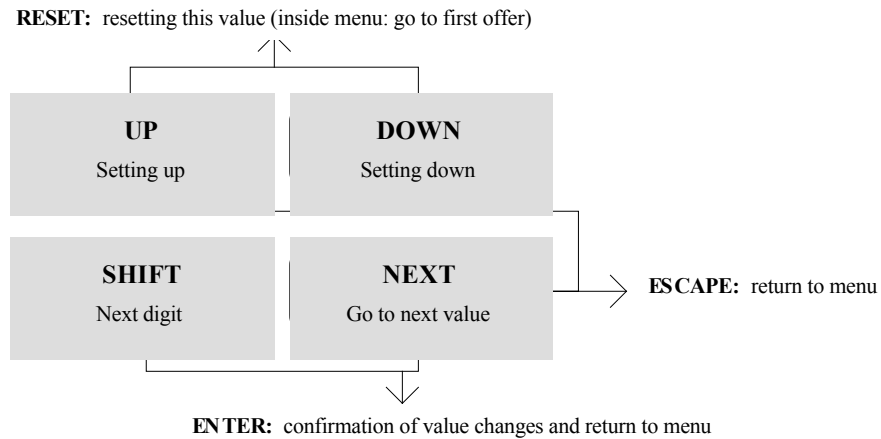 RESET: resetting this value (inside menu: go to first offer)
UP
Setting up
DOWN
Setting down
SHIFT
Next digit
NEXT
Go to next value
ESCAPE: return to menu
ENTER: confirmation of value changes and return to menu